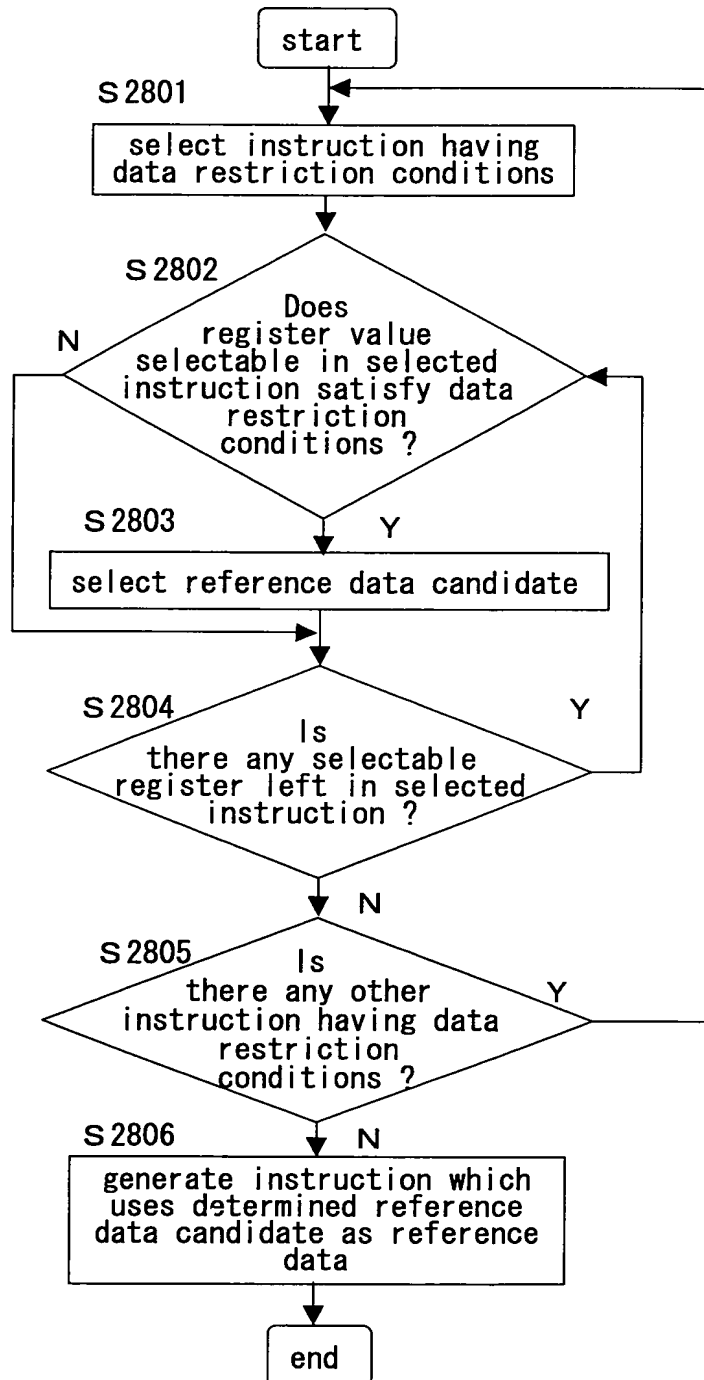 start
S2801
select instruction having
data restriction conditions
S2802
Does
register value
selectable in selected
instruction satisfy data
restriction
conditions ?
N
S2803
Y
select reference data candidate
S2804
Y
Is
there any selectable
register left in selected
instruction ?
N
S2805
Is
there any other
instruction having data
restriction
conditions ?
Y
S2806
N
generate instruction which
uses determined reference
data candidate as reference
data
end